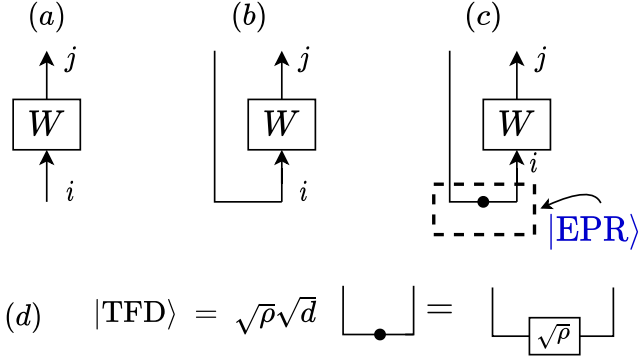 (a) (b) (c)
j j j
W W W
i i i
|EPR⟩
(d) |TFD⟩ = √ρ√d = √ρ